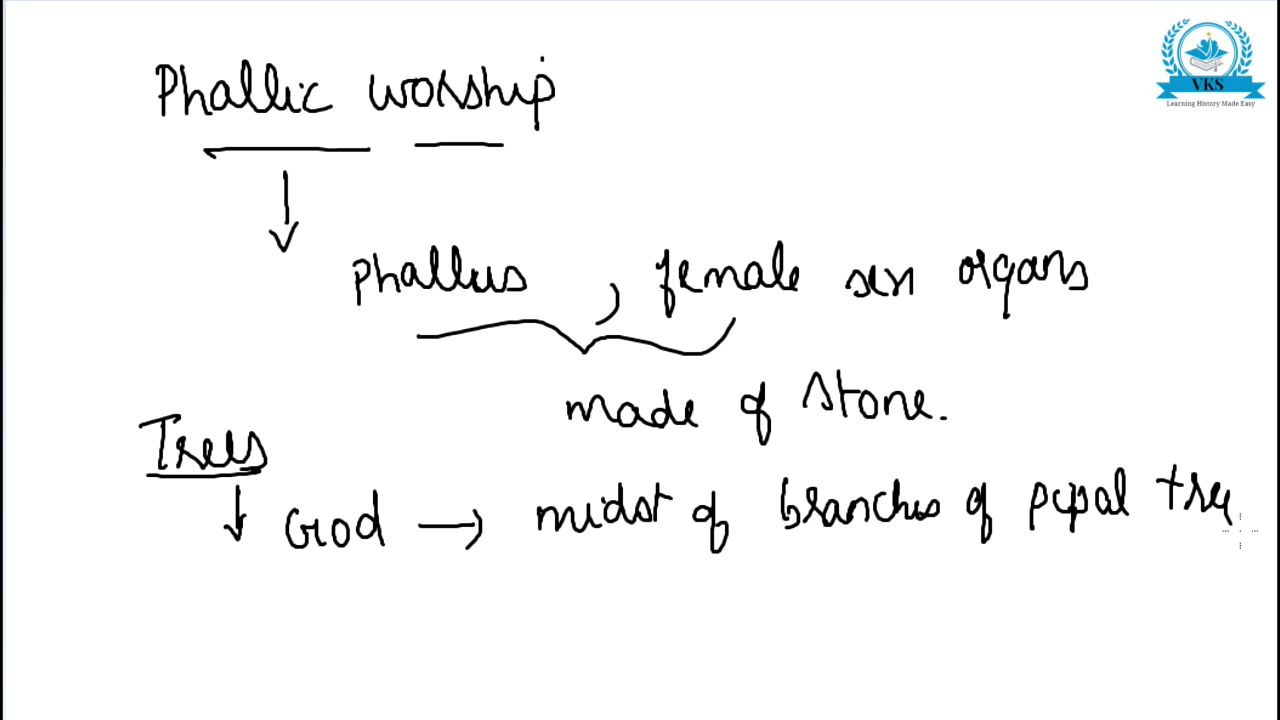 VKS
Learning History Made Easy
Phallic worship
phallus , female sex organs
made of stone.
Trees
God → midst of branches of pipal tree